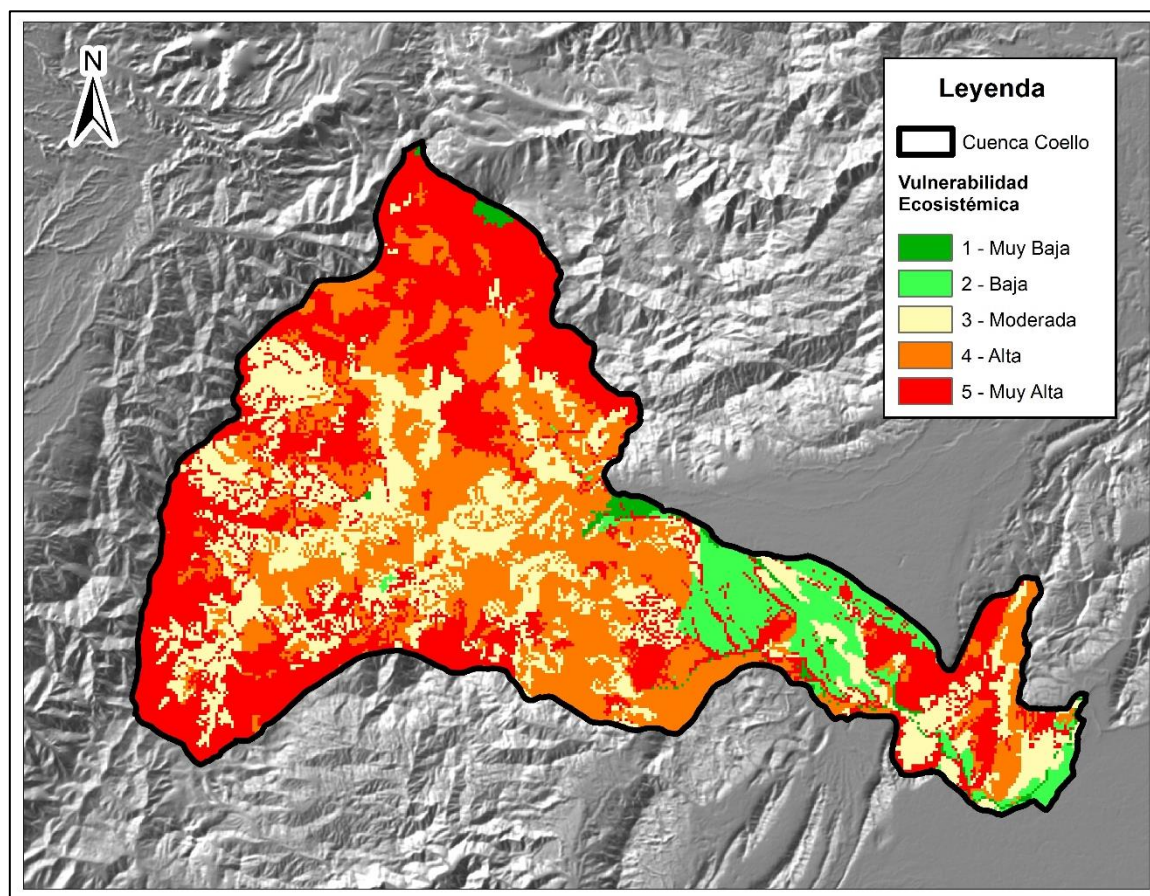 N
Leyenda
Cuenca Coello
Vulnerabilidad
Ecosistémica
1 - Muy Baja
2 - Baja
3 - Moderada
4 - Alta
5 - Muy Alta